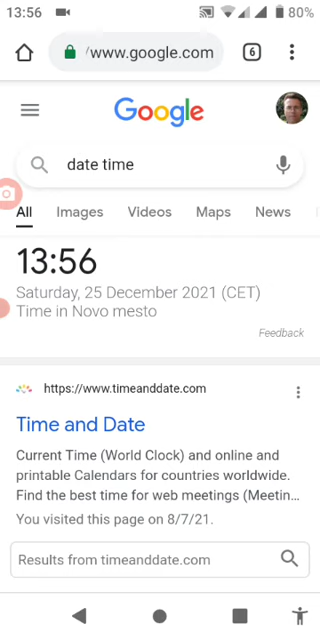 13:56
80%
/www.google.com
6
Google
date time
All Images Videos Maps News
13:56
Saturday, 25 December 2021 (CET)
Time in Novo mesto
Feedback
https://www.timeanddate.com
Time and Date
Current Time (World Clock) and online and
printable Calendars for countries worldwide.
Find the best time for web meetings (Meetin...
You visited this page on 8/7/21.
Results from timeanddate.com